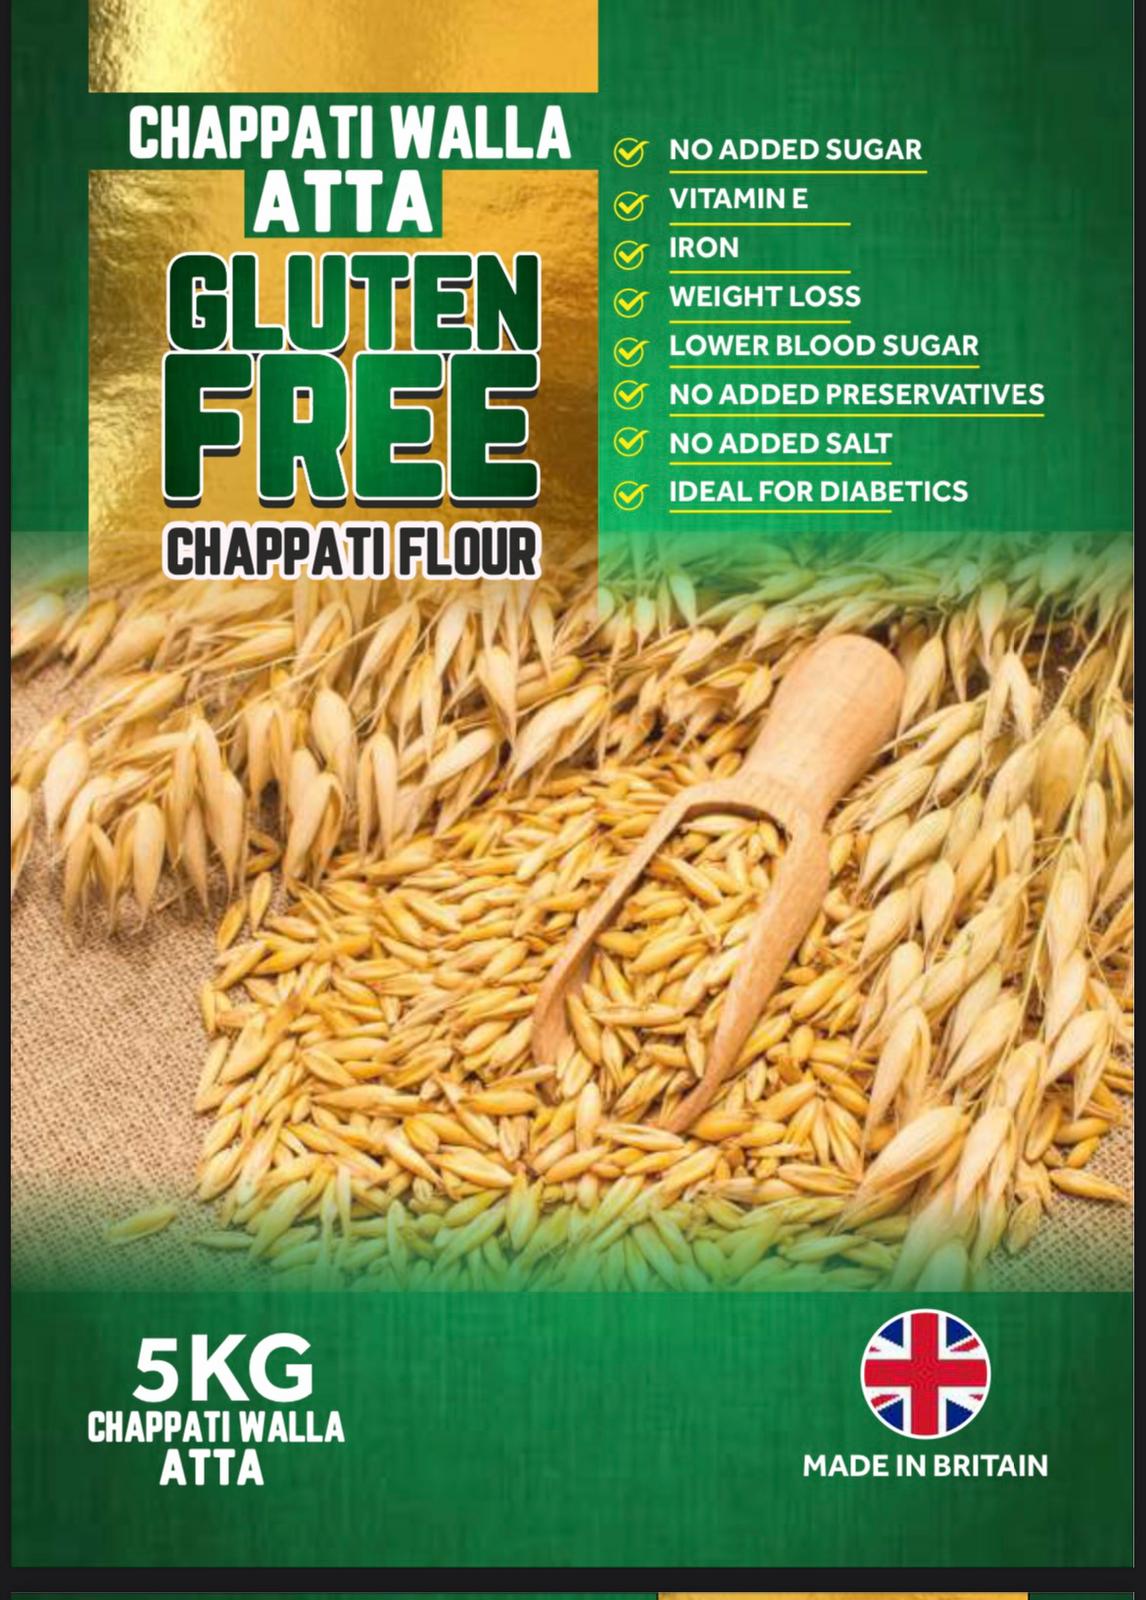 CHAPPATI WALLA
ATTA
GLUTEN
FREE
CHAPPATI FLOUR
NO ADDED SUGAR
VITAMIN E
IRON
WEIGHT LOSS
LOWER BLOOD SUGAR
NO ADDED PRESERVATIVES
NO ADDED SALT
IDEAL FOR DIABETICS
5KG
CHAPPATI WALLA
ATTA
MADE IN BRITAIN